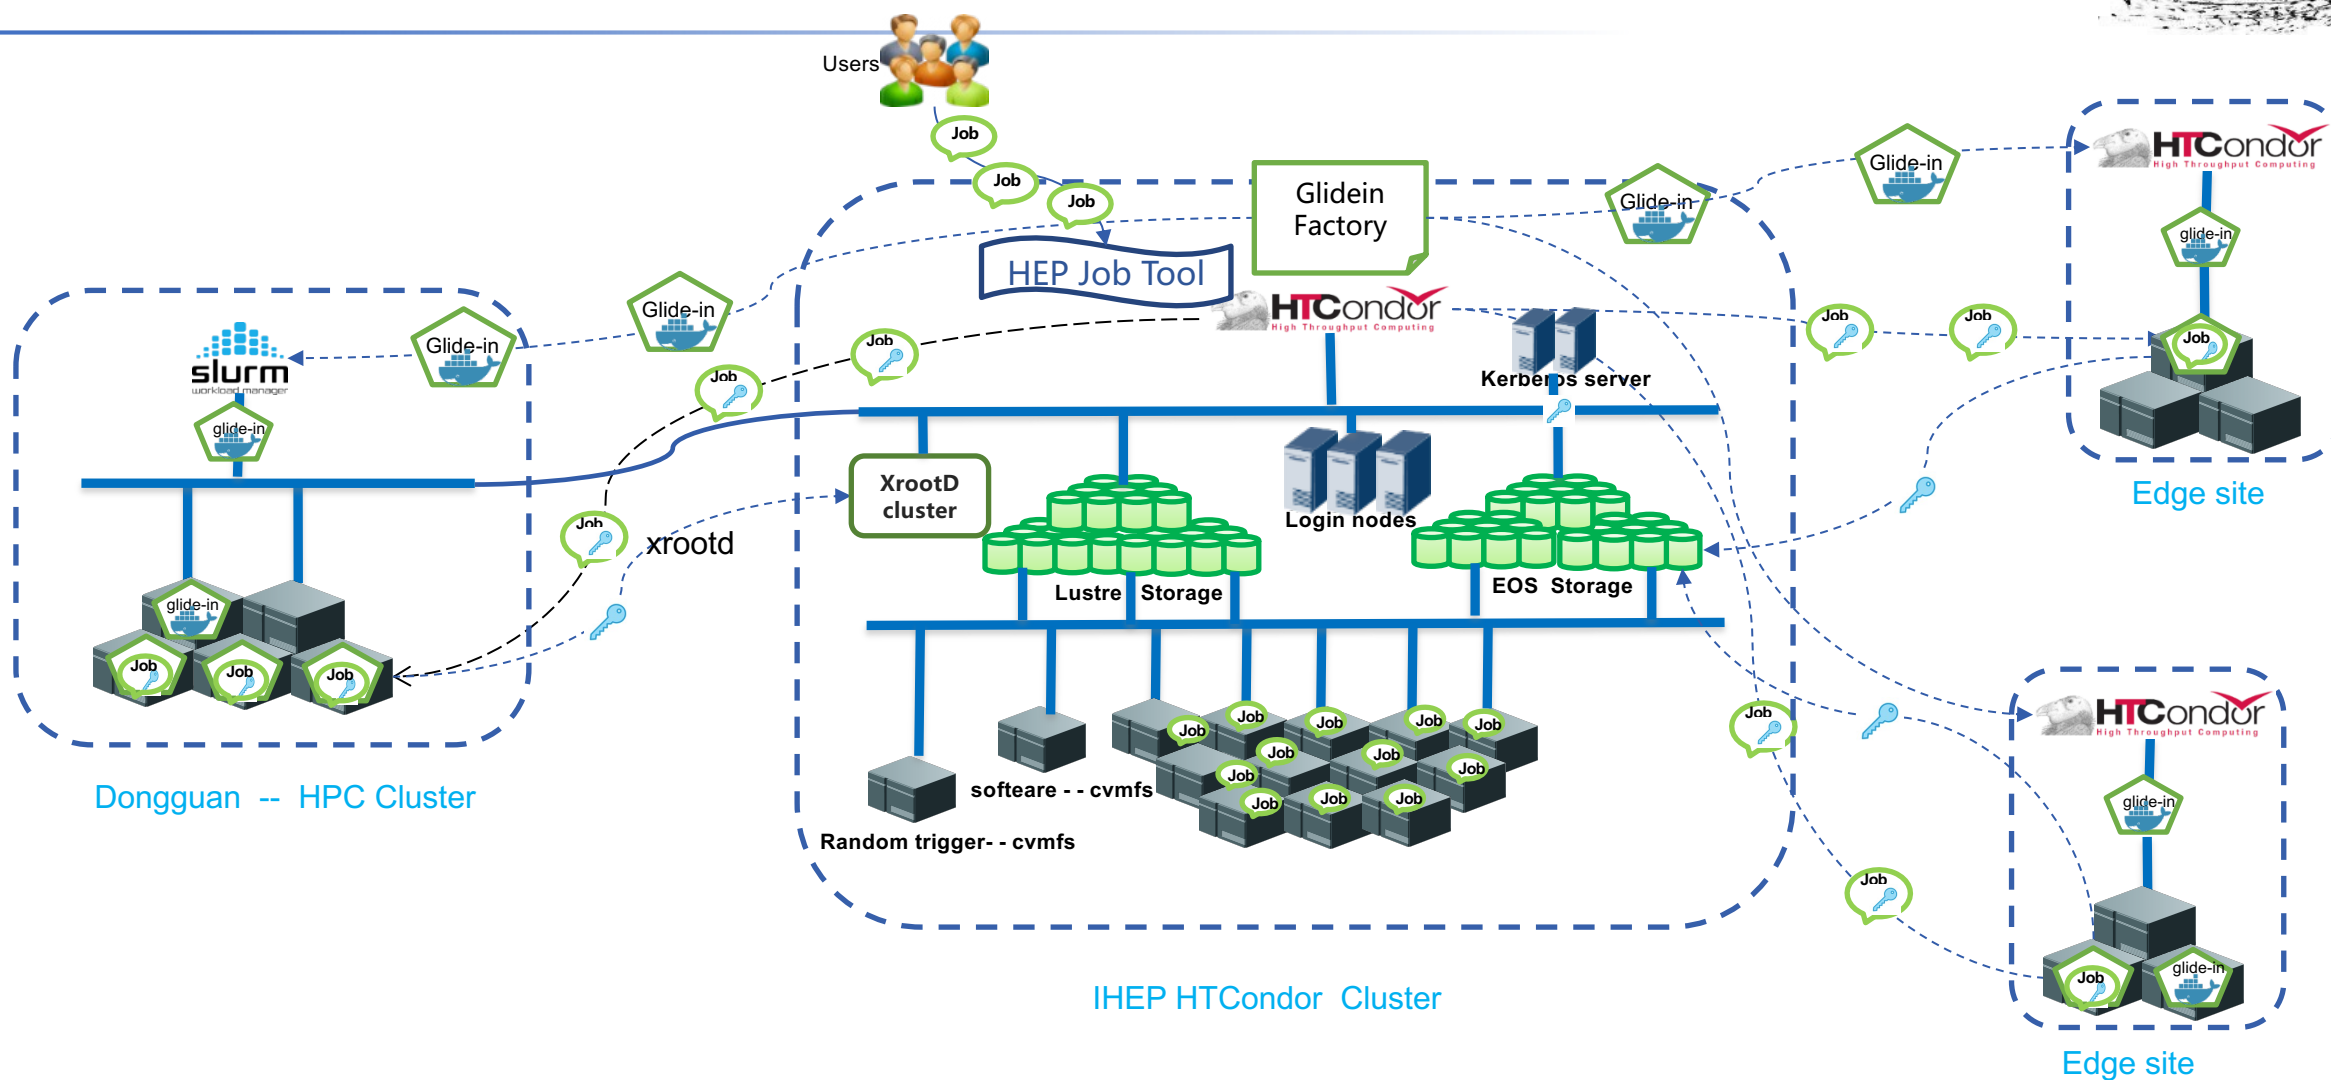 Users
Job
Job
Job
Glidein
Factory
HEP Job Tool
HTCondor
High Throughput Computing
Glide-in
Glide-in
HTCondor
High Throughput Computing
glide-in
Job
Job
Job
Edge site
Glide-in
Glide-in
slurm
workload manager
glide-in
Job
Job
Job
xrootd
glide-in
Job
Job
Job
Dongguan -- HPC Cluster
Kerberos server
XrootD
cluster
Login nodes
Lustre Storage
EOS Storage
softeare - - cvmfs
Random trigger- - cvmfs
Job
Job
Job
Job
Job
Job
Job
Job
Job
Job
Job
Job
Job
IHEP HTCondor Cluster
Job
Job
HTCondor
High Throughput Computing
glide-in
Job
glide-in
Edge site